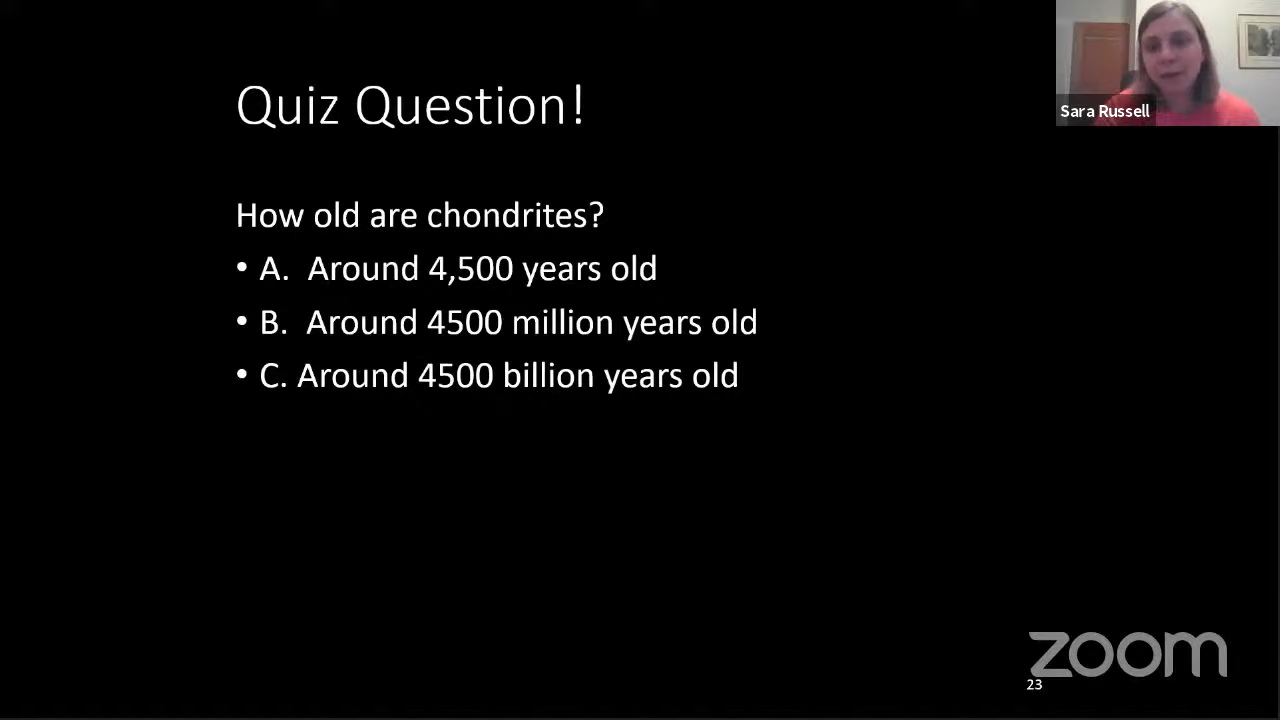 Quiz Question!
Sara Russell
How old are chondrites?
• A. Around 4,500 years old
• B. Around 4500 million years old
• C. Around 4500 billion years old
zoom
23